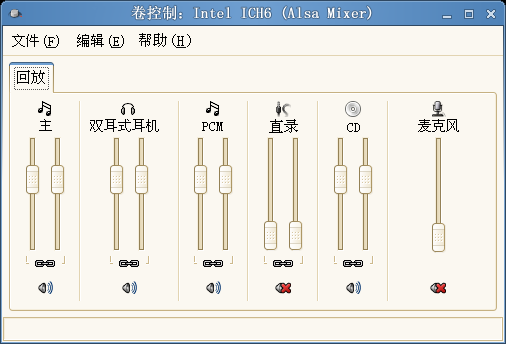 卷控制: Intel ICH6 (Alsa Mixer)
文件(F) 编辑(E) 帮助(H)
回放
主 双耳式耳机 PCM 直录 CD 麦克风